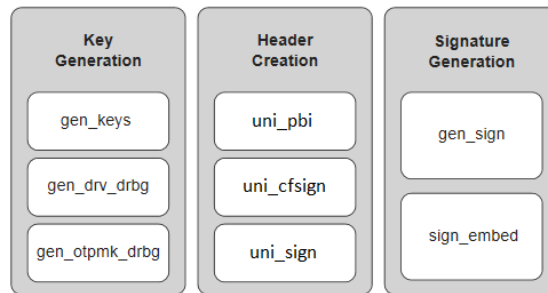 Key
Generation
gen_keys
gen_drv_drbg
gen_otpmk_drbg
Header
Creation
uni_pbi
uni_cfsign
uni_sign
Signature
Generation
gen_sign
sign_embed